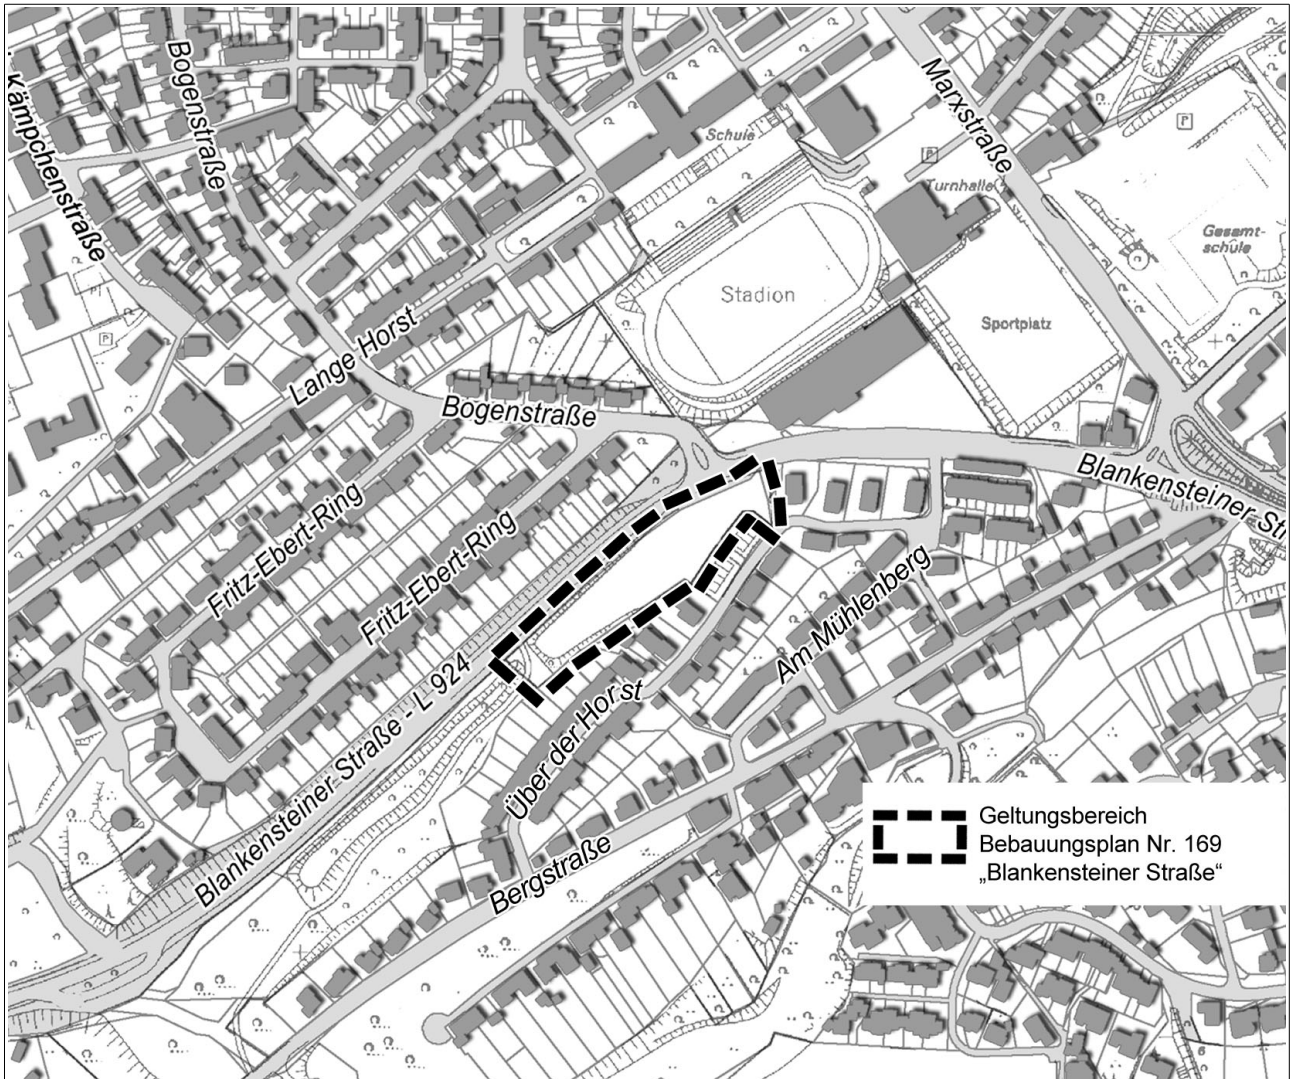 Kämpchenstraße
Bogenstraße
Marxstraße
Schule
P
P
Turnhalle
Gesamt-
schule
Stadion
Sportplatz
P
Lange Horst
Bogenstraße
Blankensteiner Str
Fritz-Ebert-Ring
Fritz-Ebert-Ring
Am Mühlenberg
Blankensteiner Straße - L 924
Über der Horst
Bergstraße
Geltungsbereich
Bebauungsplan Nr. 169
„Blankensteiner Straße“